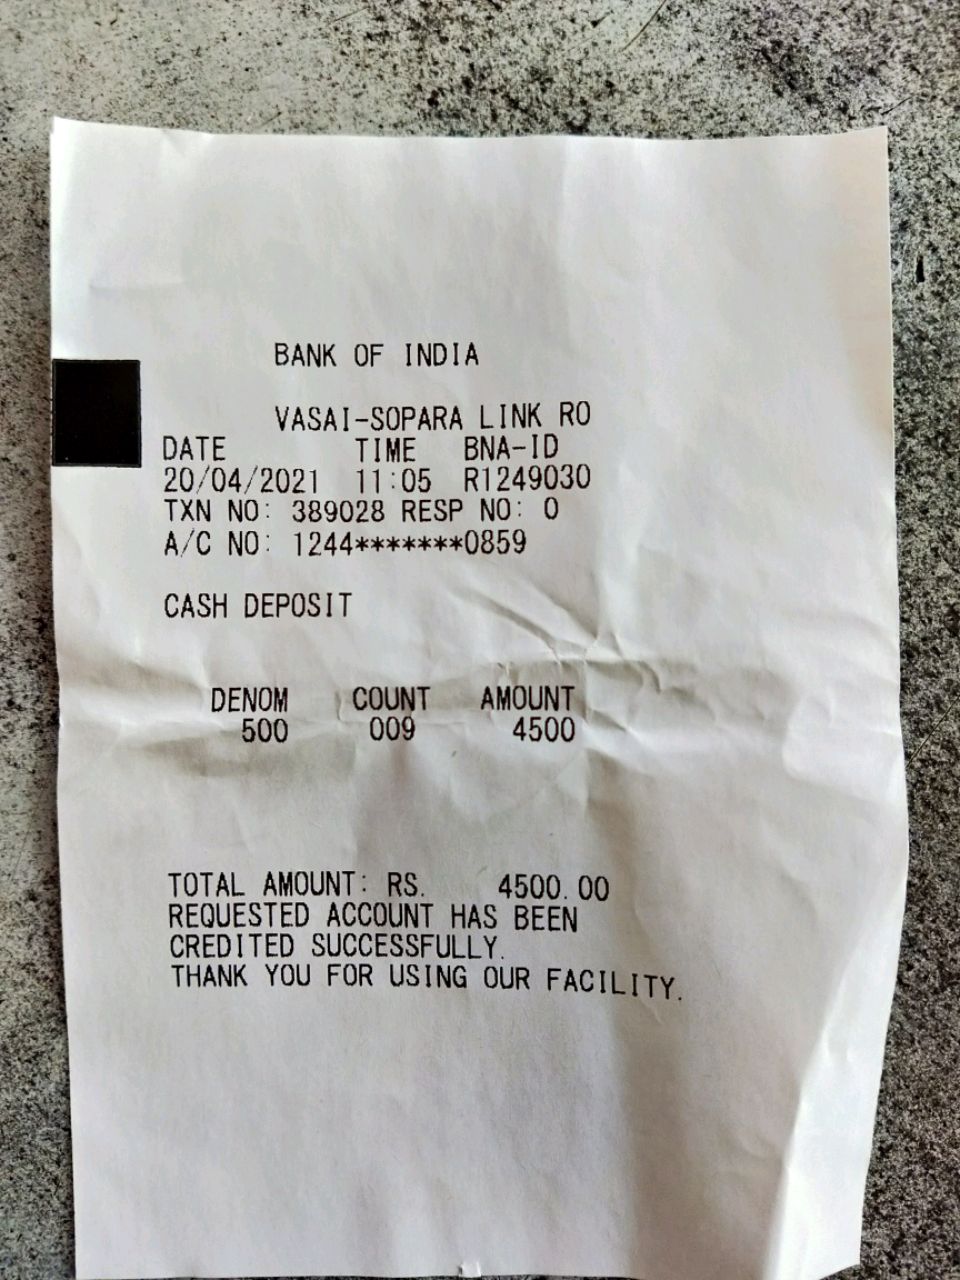 BANK OF INDIA
VASAI-SOPARA LINK RO
DATE TIME BNA-ID
20/04/2021 11:05 R1249030
TXN NO: 389028 RESP NO: 0
A/C NO: 1244*******0859
CASH DEPOSIT
DENOM COUNT AMOUNT
500 009 4500
TOTAL AMOUNT: RS. 4500.00
REQUESTED ACCOUNT HAS BEEN
CREDITED SUCCESSFULLY.
THANK YOU FOR USING OUR FACILITY.